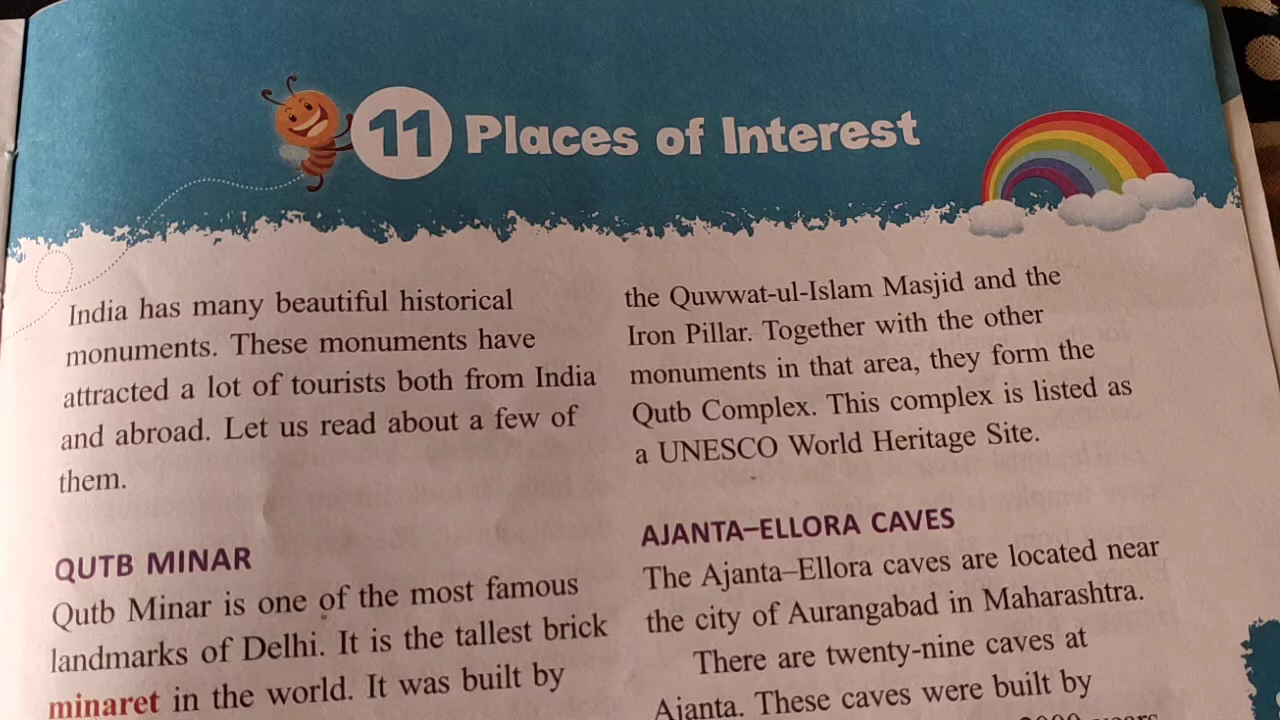 11 Places of Interest
India has many beautiful historical
monuments. These monuments have
attracted a lot of tourists both from India
and abroad. Let us read about a few of
them.
QUTB MINAR
Qutb Minar is one of the most famous
landmarks of Delhi. It is the tallest brick
minaret in the world. It was built by
the Quwwat-ul-Islam Masjid and the
Iron Pillar. Together with the other
monuments in that area, they form the
Qutb Complex. This complex is listed as
a UNESCO World Heritage Site.
AJANTA–ELLORA CAVES
The Ajanta–Ellora caves are located near
the city of Aurangabad in Maharashtra.
There are twenty-nine caves at
Ajanta. These caves were built by
2000 years